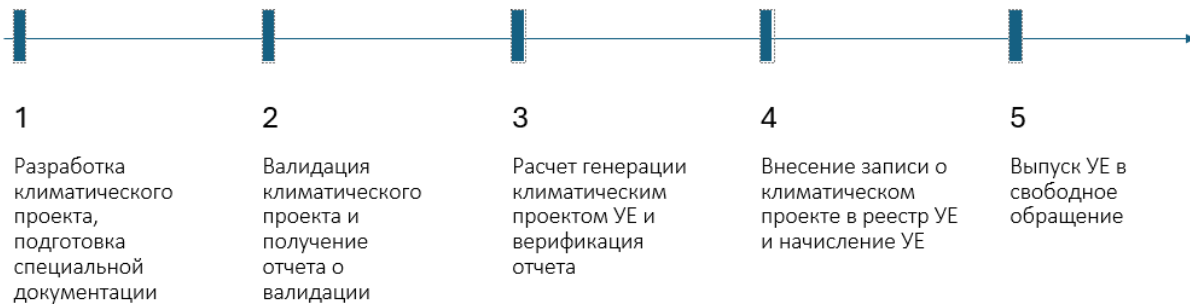 1
Разработка
климатического
проекта,
подготовка
специальной
документации
2
Валидация
климатического
проекта и
получение
отчета о
валидации
3
Расчет генерации
климатическим
проектом УЕ и
верификация
отчета
4
Внесение записи о
климатическом
проекте в реестр УЕ
и начисление УЕ
5
Выпуск УЕ в
свободное
обращение